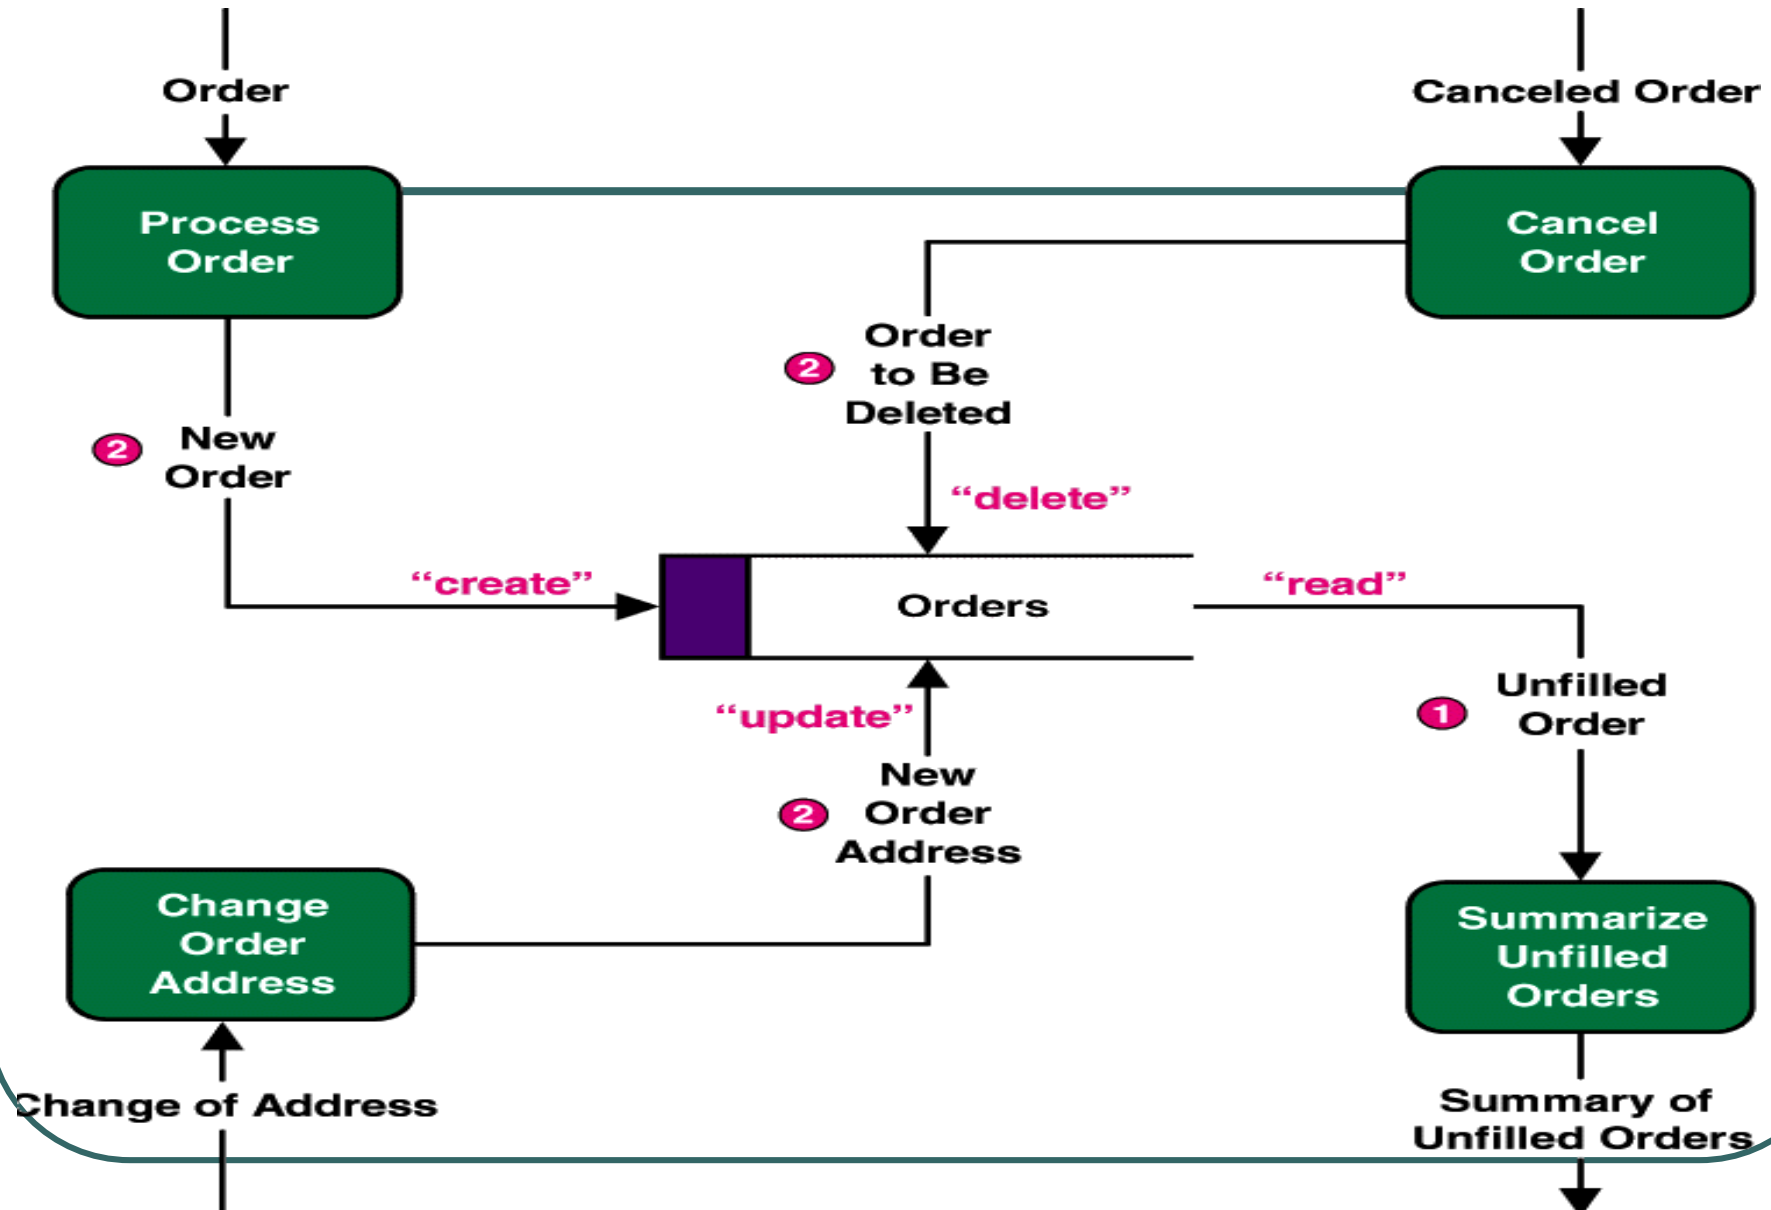 Order
Canceled Order
Process
Order
Cancel
Order
Order
to Be
Deleted
2
New
Order
2
“delete”
“create”
Orders
“read”
“update”
Unfilled
Order
1
New
Order
Address
2
Change
Order
Address
Summarize
Unfilled
Orders
Change of Address
Summary of
Unfilled Orders